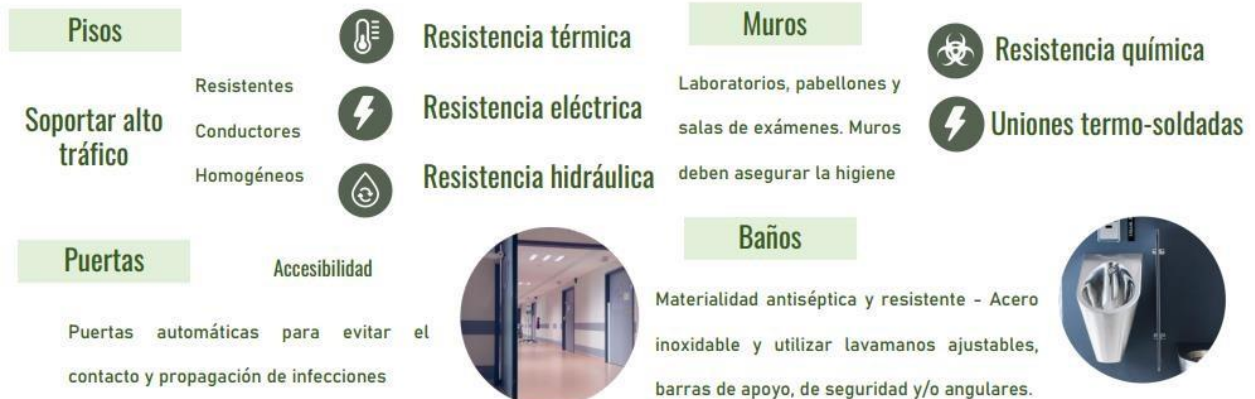 Pisos
Soportar alto
tráfico
Resistentes
Conductores
Homogéneos
Resistencia térmica
Resistencia eléctrica
Resistencia hidráulica
Muros
Laboratorios, pabellones y
salas de exámenes. Muros
deben asegurar la higiene
Resistencia química
Uniones termo-soldadas
Puertas
Accesibilidad
Puertas automáticas para evitar el
contacto y propagación de infecciones
Baños
Materialidad antiséptica y resistente - Acero
inoxidable y utilizar lavamanos ajustables,
barras de apoyo, de seguridad y/o angulares.